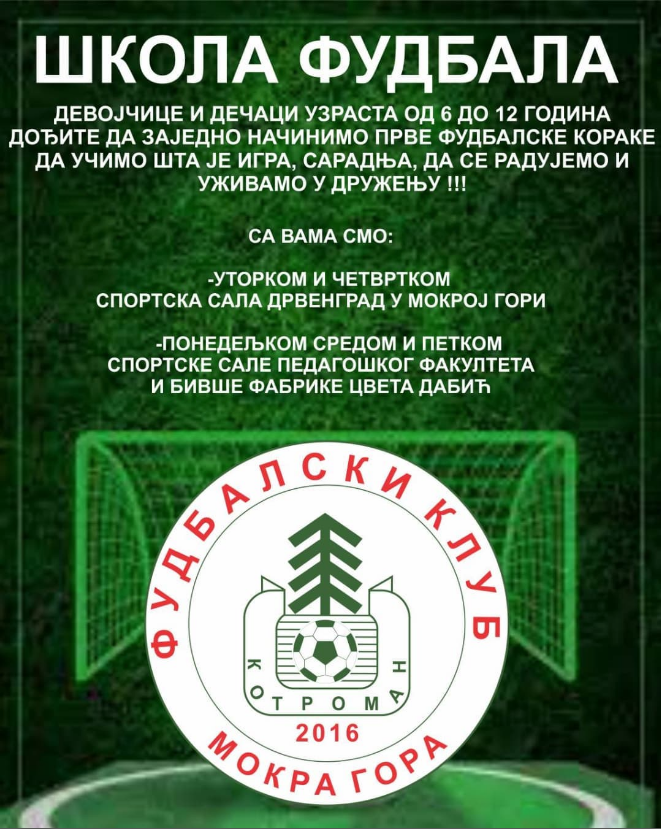 ШКОЛА ФУДБАЛА
ДЕВОЈЧИЦЕ И ДЕЧАЦИ УЗРАСТА ОД 6 ДО 12 ГОДИНА
ДОЂИТЕ ДА ЗАЈЕДНО НАЧИНИМО ПРВЕ ФУДБАЛСКЕ КОРАКЕ
ДА УЧИМО ШТА ЈЕ ИГРА, САРАДЊА, ДА СЕ РАДУЈЕМО И
УЖИВАМО У ДРУЖЕЊУ !!!
СА ВАМА СМО:
-УТОРКОМ И ЧЕТВРТКОМ
СПОРТСКА САЛА ДРВЕНГРАД У МОКРОЈ ГОРИ
-ПОНЕДЕЉКОМ СРЕДОМ И ПЕТКОМ
СПОРТСКЕ САЛЕ ПЕДАГОШКОГ ФАКУЛТЕТА
И БИВШЕ ФАБРИКЕ ЦВЕТА ДАБИЋ
ФУДБАЛСКИ КЛУБ
КОТРОМАН
2016
МОКРА ГОРА